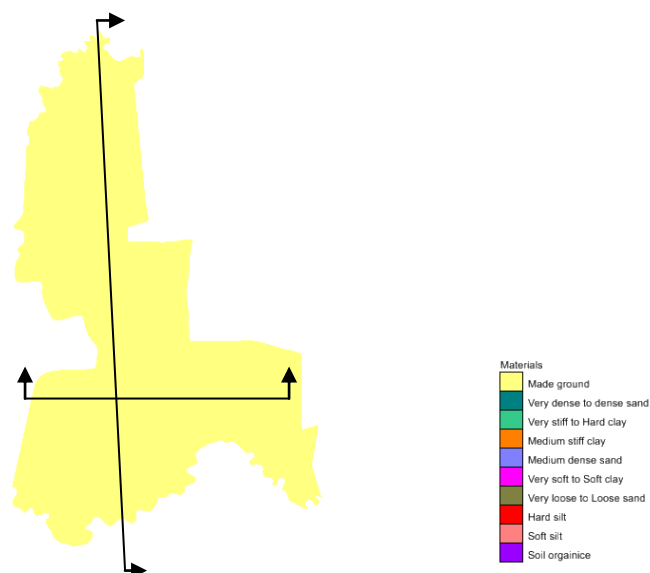 Materials
Made ground
Very dense to dense sand
Very stiff to Hard clay
Medium stiff clay
Medium dense sand
Very soft to Soft clay
Very loose to Loose sand
Hard silt
Soft silt
Soil orgainice